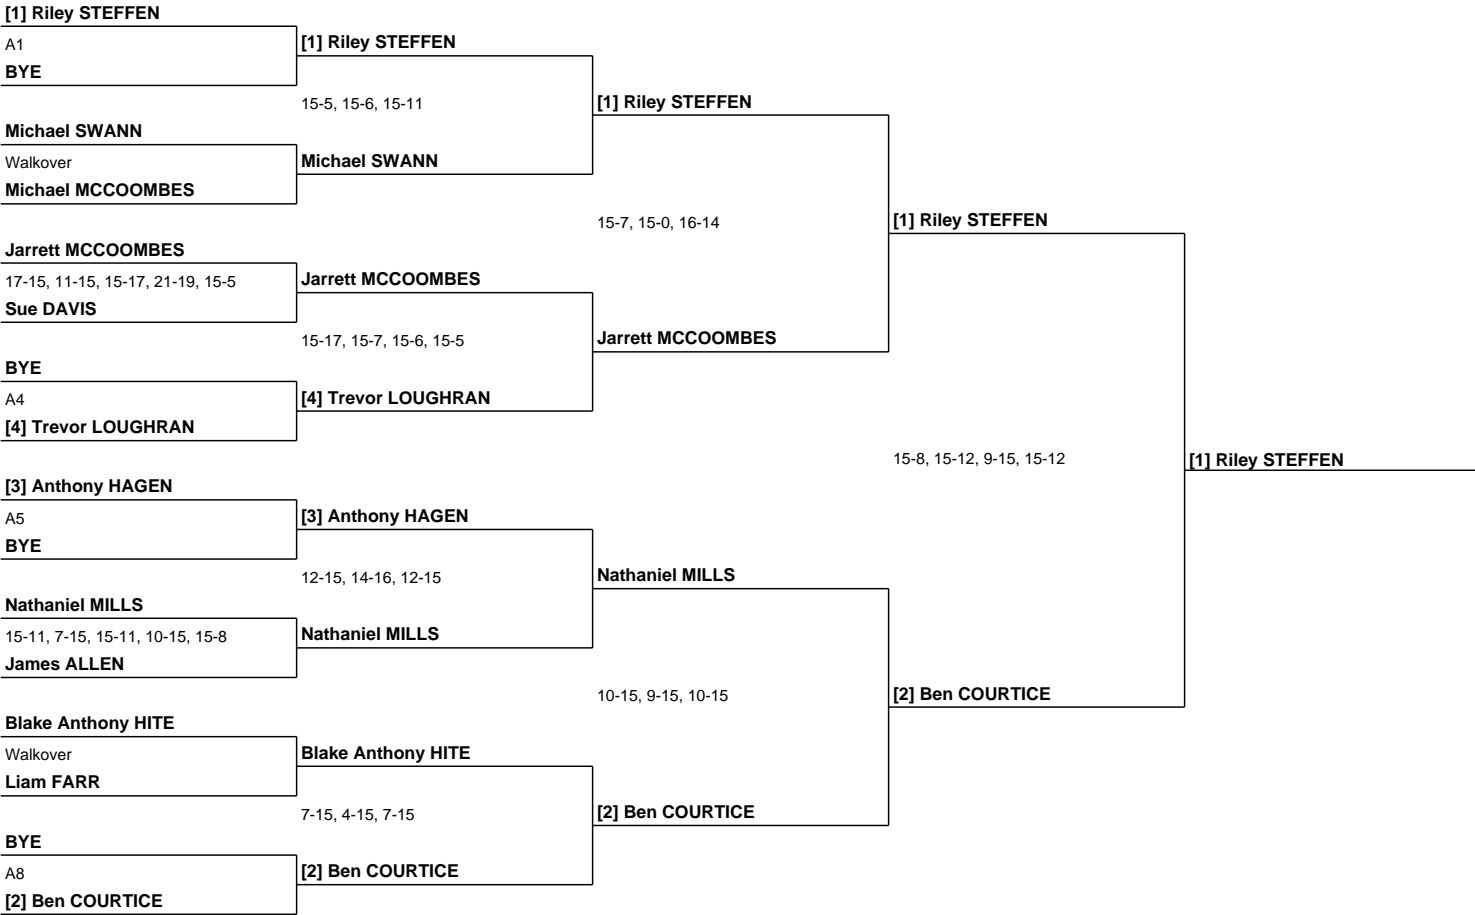 [1] Riley STEFFEN
A1
BYE
Michael SWANN
Walkover
Michael MCCOOMBES
Jarrett MCCOOMBES
17-15, 11-15, 15-17, 21-19, 15-5
Sue DAVIS
BYE
A4
[4] Trevor LOUGHRAN
[3] Anthony HAGEN
A5
BYE
Nathaniel MILLS
15-11, 7-15, 15-11, 10-15, 15-8
James ALLEN
Blake Anthony HITE
Walkover
Liam FARR
BYE
A8
[2] Ben COURTICE
[1] Riley STEFFEN
15-5, 15-6, 15-11
Michael SWANN
Jarrett MCCOOMBES
15-17, 15-7, 15-6, 15-5
[4] Trevor LOUGHRAN
[3] Anthony HAGEN
12-15, 14-16, 12-15
Nathaniel MILLS
Blake Anthony HITE
7-15, 4-15, 7-15
[2] Ben COURTICE
[1] Riley STEFFEN
15-7, 15-0, 16-14
Jarrett MCCOOMBES
Nathaniel MILLS
10-15, 9-15, 10-15
[2] Ben COURTICE
[1] Riley STEFFEN
15-8, 15-12, 9-15, 15-12
[2] Ben COURTICE
[1] Riley STEFFEN